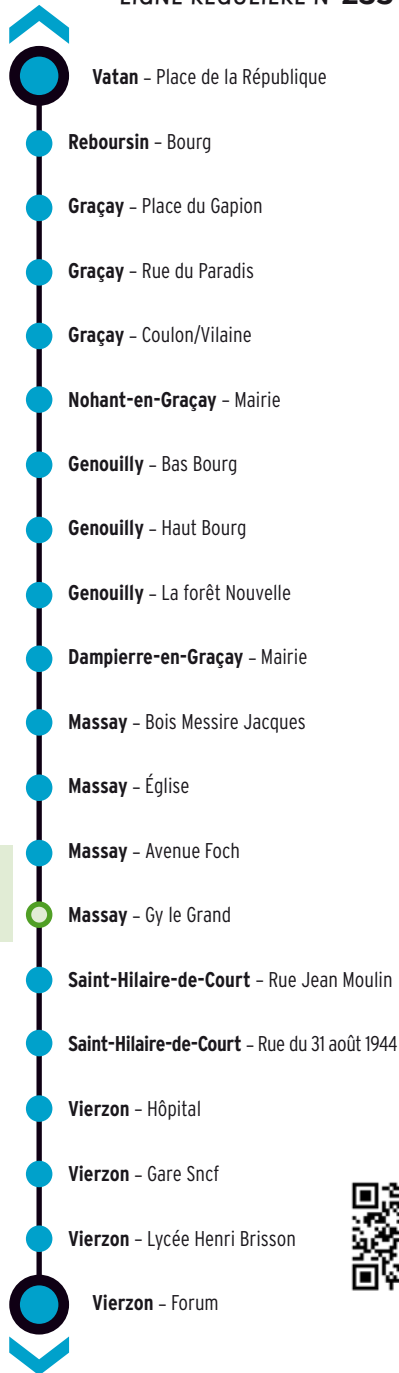 Vatan – Place de la République
Reboursin – Bourg
Graçay – Place du Gapion
Graçay – Rue du Paradis
Graçay – Coulon/Vilaine
Nohant-en-Graçay – Mairie
Genouilly – Bas Bourg
Genouilly – Haut Bourg
Genouilly – La forêt Nouvelle
Dampierre-en-Graçay – Mairie
Massay – Bois Messire Jacques
Massay – Église
Massay – Avenue Foch
Massay – Gy le Grand
Saint-Hilaire-de-Court – Rue Jean Moulin
Saint-Hilaire-de-Court – Rue du 31 août 1944
Vierzon – Hôpital
Vierzon – Gare Sncf
Vierzon – Lycée Henri Brisson
Vierzon – Forum